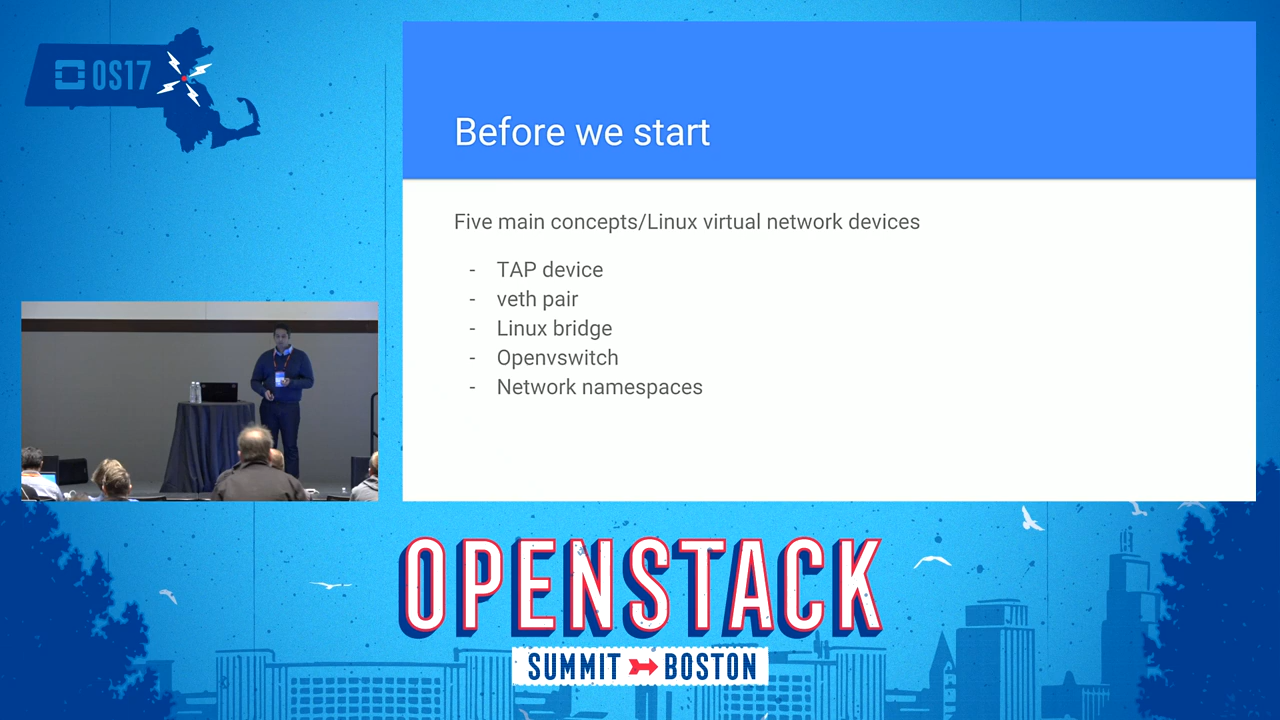 OS17
Before we start
Five main concepts/Linux virtual network devices
- TAP device
- veth pair
- Linux bridge
- Openvswitch
- Network namespaces
OPENSTACK
SUMMIT BOSTON